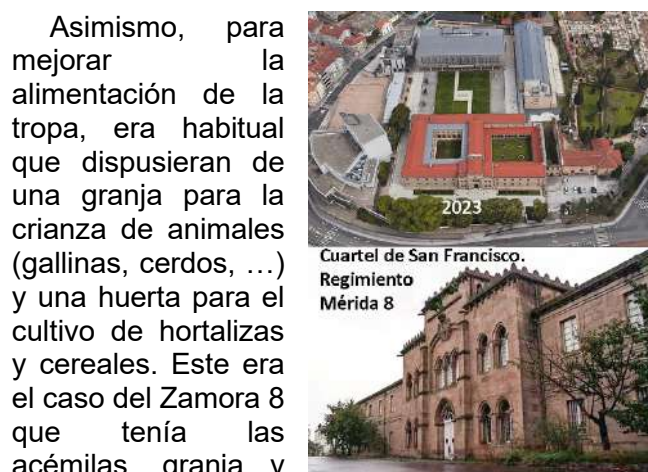 Asimismo, para
mejorar la
alimentación de la
tropa, era habitual
que dispusieran de
una granja para la
crianza de animales
(gallinas, cerdos, …)
y una huerta para el
cultivo de hortalizas
y cereales. Este era
el caso del Zamora 8
que tenía las
acémilas, granja y
2023
Cuartel de San Francisco.
Regimiento
Mérida 8